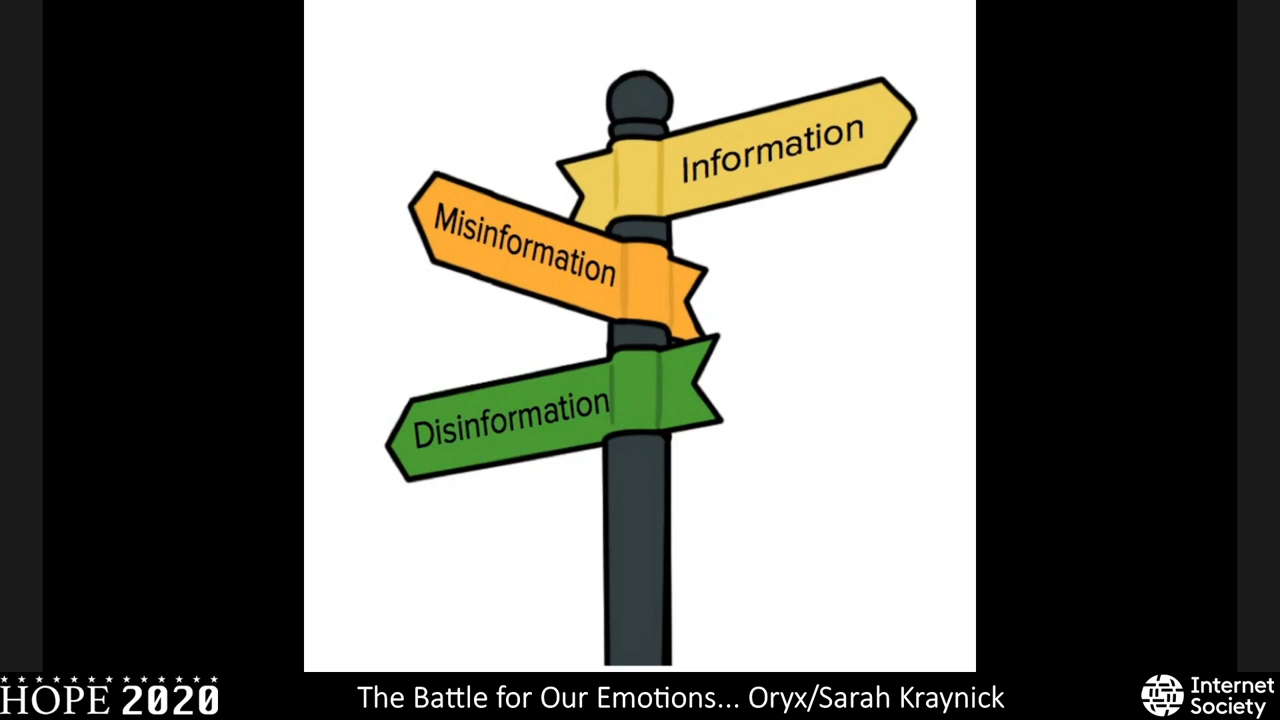 Information
Misinformation
Disinformation
HOPE 2020
The Battle for Our Emotions... Oryx/Sarah Kraynick
Internet
Society